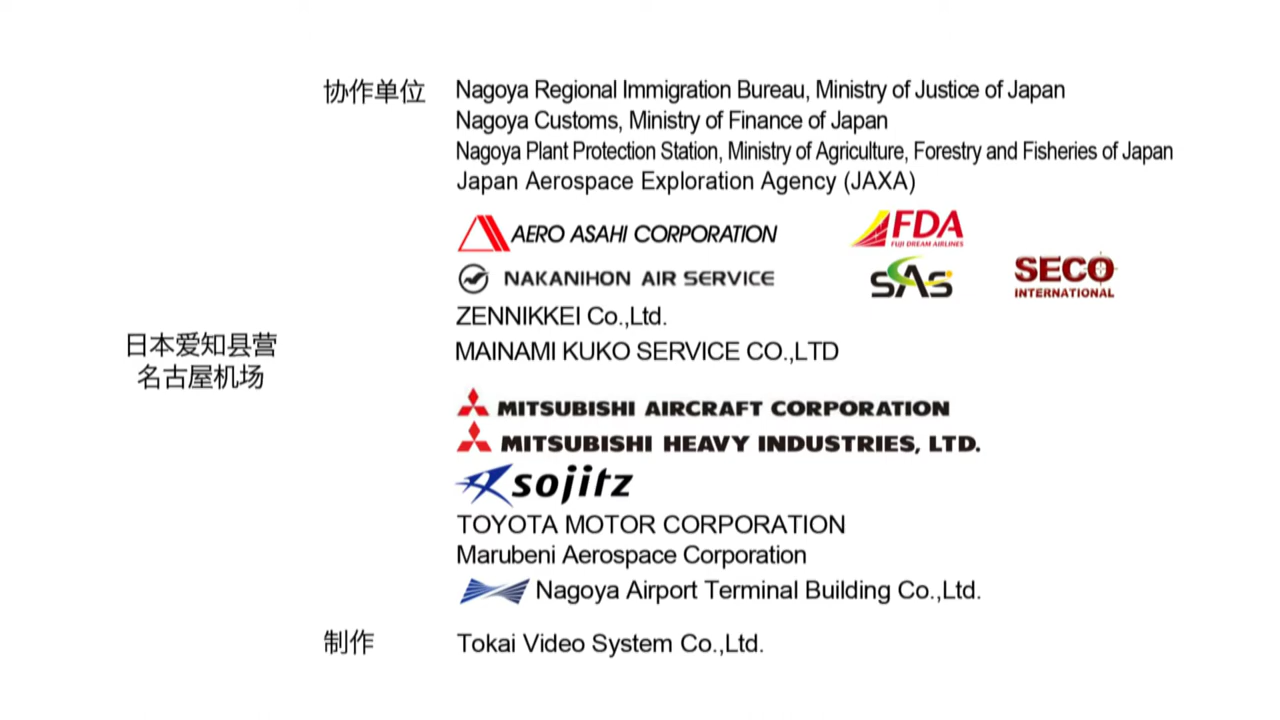 协作单位
Nagoya Regional Immigration Bureau, Ministry of Justice of Japan
Nagoya Customs, Ministry of Finance of Japan
Nagoya Plant Protection Station, Ministry of Agriculture, Forestry and Fisheries of Japan
Japan Aerospace Exploration Agency (JAXA)
AERO ASAHI CORPORATION
FDA
FUJI DREAM AIRLINES
NAKANIHON AIR SERVICE
SAS
SECO
INTERNATIONAL
ZENNIKKEI Co.,Ltd.
MAINAMI KUKO SERVICE CO.,LTD
日本爱知县营
名古屋机场
MITSUBISHI AIRCRAFT CORPORATION
MITSUBISHI HEAVY INDUSTRIES, LTD.
sojitz
TOYOTA MOTOR CORPORATION
Marubeni Aerospace Corporation
Nagoya Airport Terminal Building Co.,Ltd.
制作
Tokai Video System Co.,Ltd.